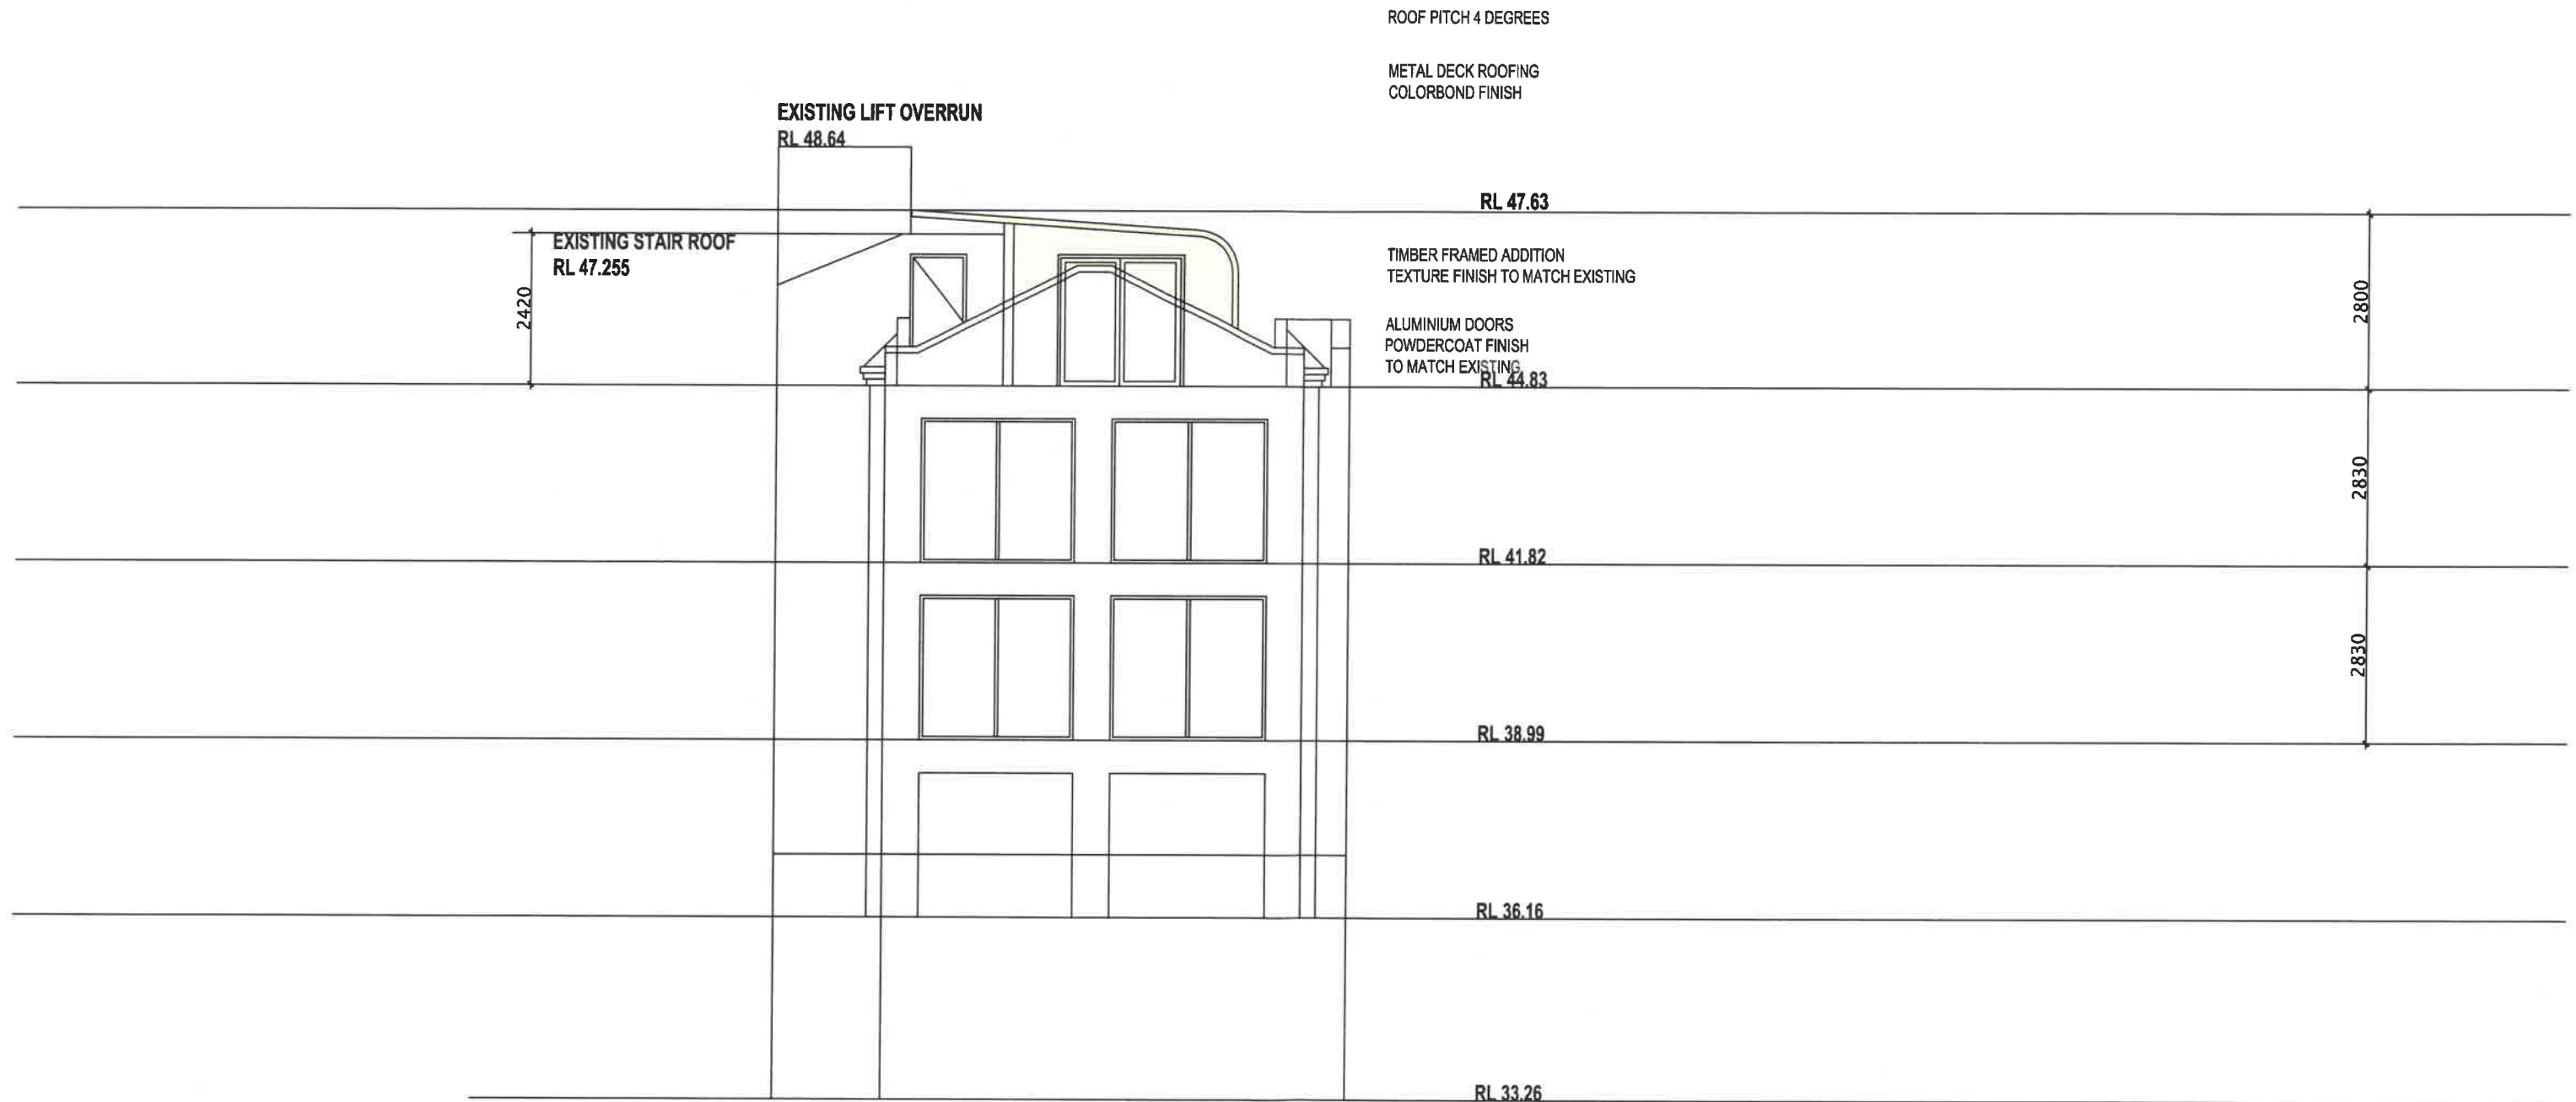 ROOF PITCH 4 DEGREES
METAL DECK ROOFING
COLORBOND FINISH
EXISTING LIFT OVERRUN
RL 48.64
RL 47.63
EXISTING STAIR ROOF
RL 47.255
2420
TIMBER FRAMED ADDITION
TEXTURE FINISH TO MATCH EXISTING
2800
ALUMINIUM DOORS
POWDERCOAT FINISH
TO MATCH EXISTING
RL 44.83
2830
RL 41.82
2830
RL 38.99
RL 36.16
RL 33.26